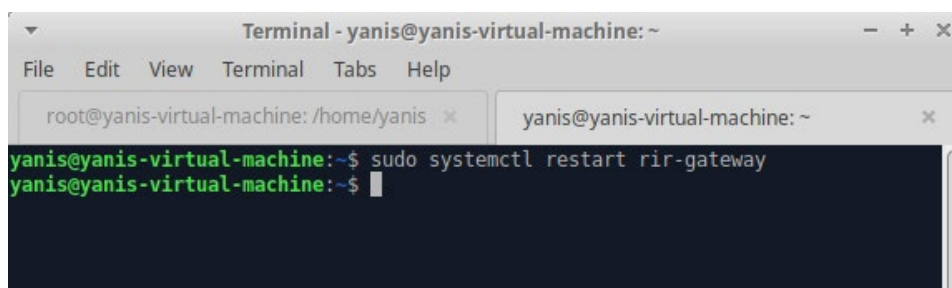 Terminal - yanis@yanis-virtual-machine: ~
File Edit View Terminal Tabs Help
root@yanis-virtual-machine: /home/yanis × yanis@yanis-virtual-machine: ~ ×
yanis@yanis-virtual-machine:~$ sudo systemctl restart rir-gateway
yanis@yanis-virtual-machine:~$